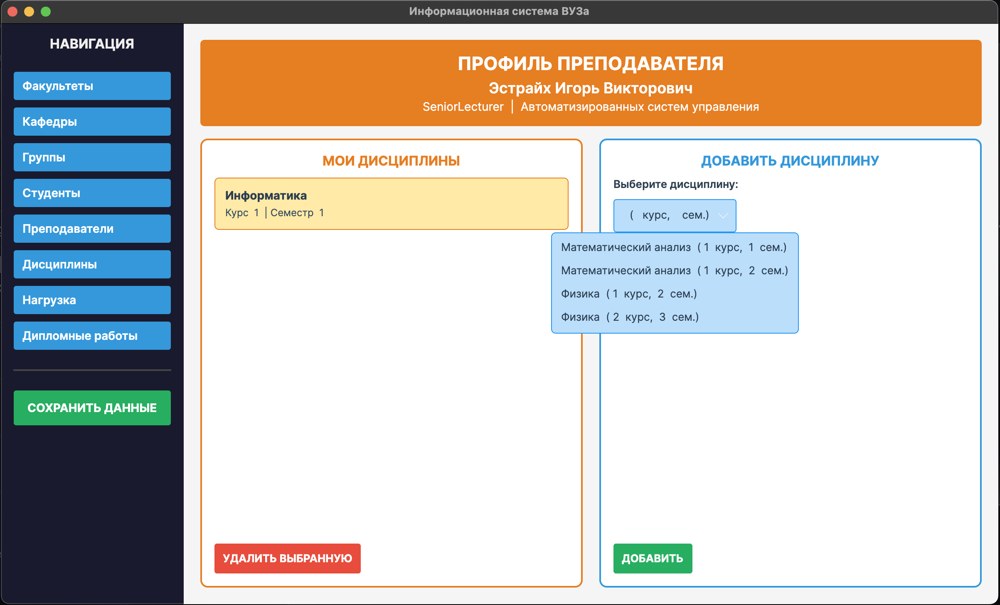 Информационная система ВУЗа
НАВИГАЦИЯ
Факультеты
Кафедры
Группы
Студенты
Преподаватели
Дисциплины
Нагрузка
Дипломные работы
СОХРАНИТЬ ДАННЫЕ
ПРОФИЛЬ ПРЕПОДАВАТЕЛЯ
Эстрайх Игорь Викторович
SeniorLecturer | Автоматизированных систем управления
МОИ ДИСЦИПЛИНЫ
Информатика
Курс 1 | Семестр 1
УДАЛИТЬ ВЫБРАННУЮ
ДОБАВИТЬ ДИСЦИПЛИНУ
Выберите дисциплину:
( курс, сем.)
Математический анализ ( 1 курс, 1 сем.)
Математический анализ ( 1 курс, 2 сем.)
Физика ( 1 курс, 2 сем.)
Физика ( 2 курс, 3 сем.)
ДОБАВИТЬ